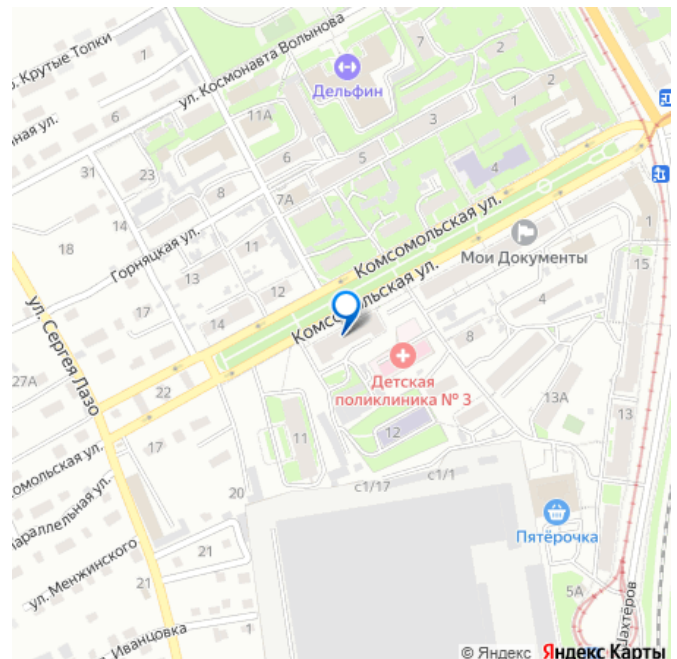 р. Крутые Топки
7
ул. Космонавта Волынова
Дельфин
7
2
2
ная ул.
6
11А
1
3
31
23
6
5
8
7А
4
14
18
Горняцкая ул.
11
Комсомольская ул.
1
13
12
Мои Документы
15
17
ул. Сергея Лазо
14
Комсомольская ул.
4
8
27А
22
Детская
поликлиника № 3
13А
13
омольская ул.
17
11
12
20
с1/17
с1/1
араллельная ул.
Пятёрочка
21
ул. Менжинского
21
5А
Шахтёров
1
. Иванцовка
© Яндекс Яндекс Карты